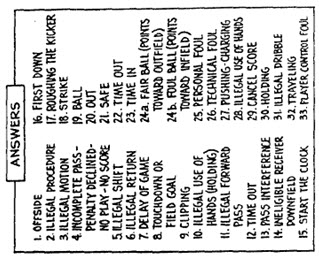 ANSWERS
1. OFFSIDE
2. ILLEGAL PROCEDURE
3. ILLEGAL MOTION
4. INCOMPLETE PASS-
PENALTY DECLINED-
NO PLAY-NO SCORE
5. ILLEGAL SHIFT
6. ILLEGAL RETURN
7. DELAY OF GAME
8. TOUCHDOWN OR
FIELD GOAL
9. CLIPPING
10. ILLEGAL USE OF
HANDS (HOLDING)
11. ILLEGAL FORWARD
PASS
12. TIME OUT
13. PASS INTERFERENCE
14. INELIGIBLE RECEIVER
DOWNFIELD
15. START THE CLOCK
16. FIRST DOWN
17. ROUGHING THE KICKER
18. STRIKE
19. BALL
20. OUT
21. SAFE
22. TIME OUT
23. TIME IN
24a. FAIR BALL (POINTS
TOWARD OUTFIELD)
24b. FOUL BALL (POINTS
TOWARD INFIELD)
25. PERSONAL FOUL
26. TECHNICAL FOUL
27. PUSHING-CHARGING
28. ILLEGAL USE OF HANDS
29. CANCEL SCORE
30. HOLDING
31. ILLEGAL DRIBBLE
32. TRAVELING
33. PLAYER CONTROL FOUL